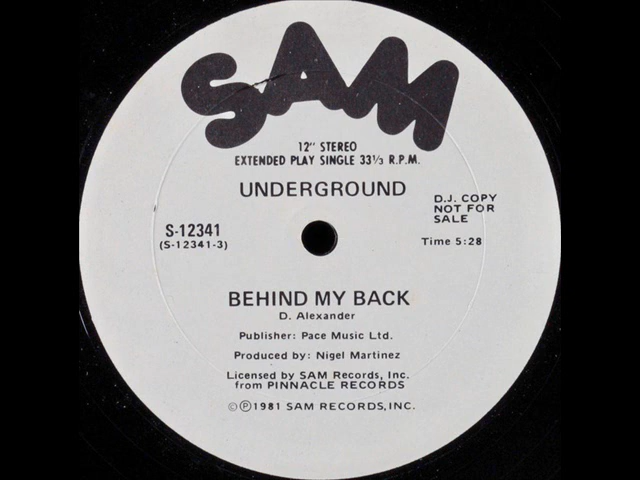 SAM
12" STEREO
EXTENDED PLAY SINGLE 33⅓ R.P.M.
UNDERGROUND
D.J. COPY
NOT FOR
SALE
S-12341
(S-12341-3)
Time 5:28
BEHIND MY BACK
D. Alexander
Publisher: Pace Music Ltd.
Produced by: Nigel Martinez
Licensed by SAM Records, Inc.
from PINNACLE RECORDS
©Ⓟ1981 SAM RECORDS, INC.